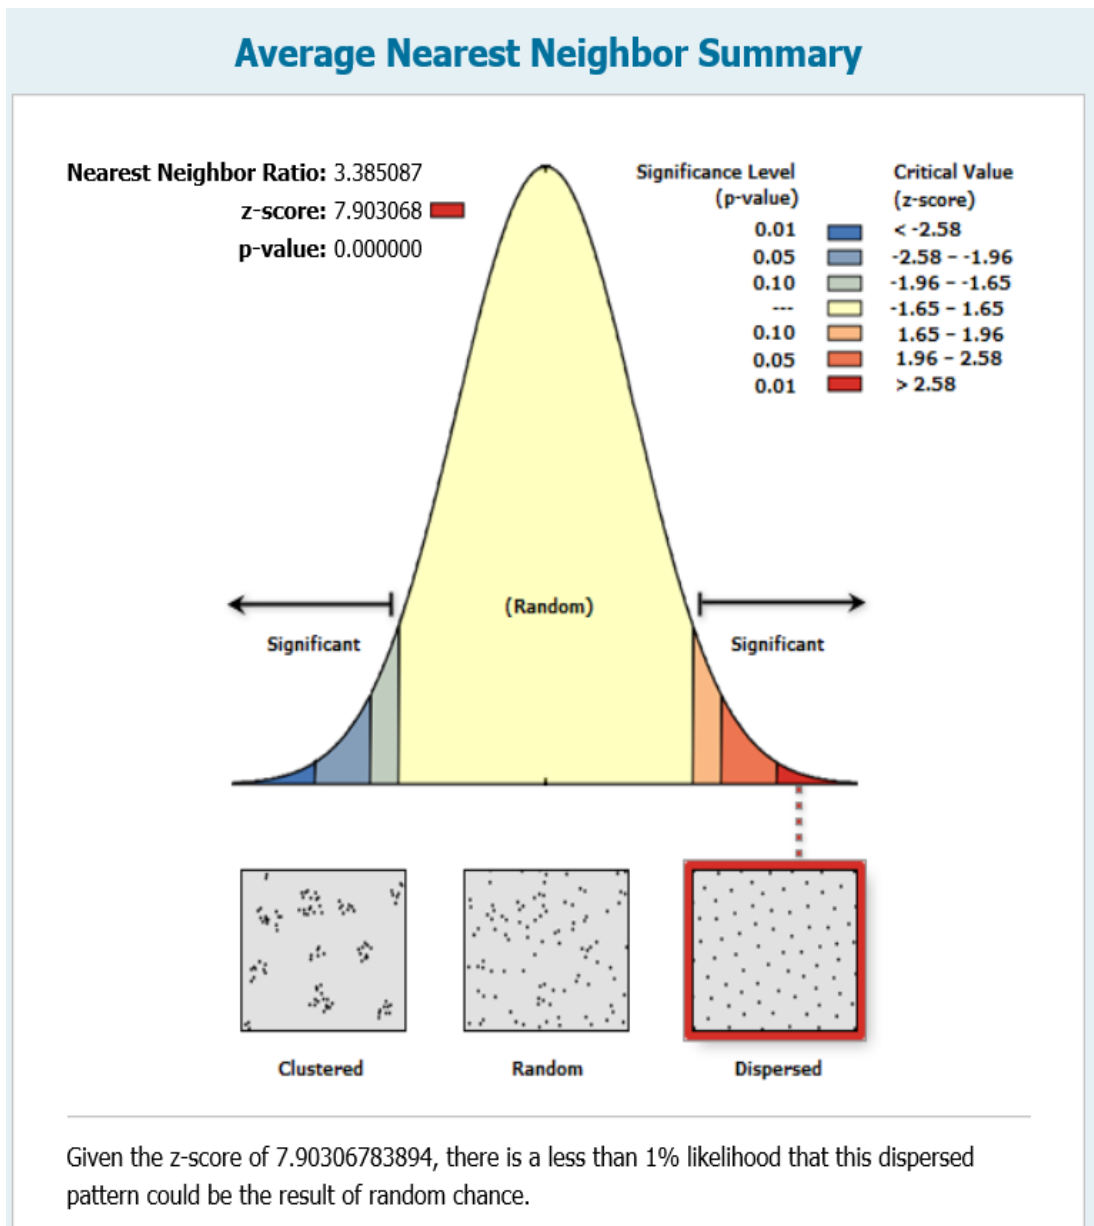 Average Nearest Neighbor Summary
Nearest Neighbor Ratio: 3.385087
z-score: 7.903068
p-value: 0.000000
Significance Level
(p-value)
Critical Value
(z-score)
0.01 < -2.58
0.05 -2.58 - -1.96
0.10 -1.96 - -1.65
--- -1.65 - 1.65
0.10 1.65 - 1.96
0.05 1.96 - 2.58
0.01 > 2.58
(Random)
Significant
Significant
Clustered
Random
Dispersed
Given the z-score of 7.90306783894, there is a less than 1% likelihood that this dispersed
pattern could be the result of random chance.